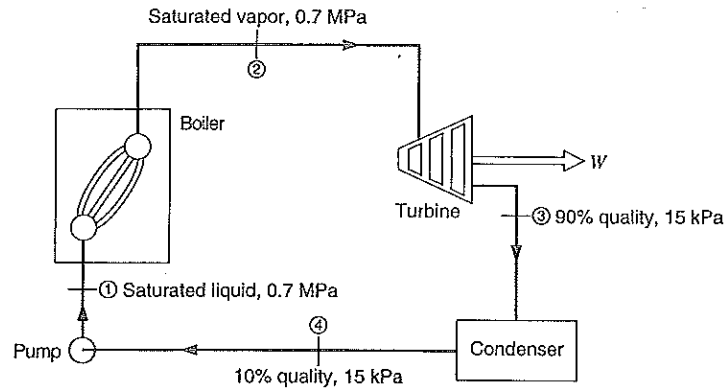 Saturated vapor, 0.7 MPa
②
Boiler
W
Turbine
③ 90% quality, 15 kPa
① Saturated liquid, 0.7 MPa
④
Pump
Condenser
10% quality, 15 kPa